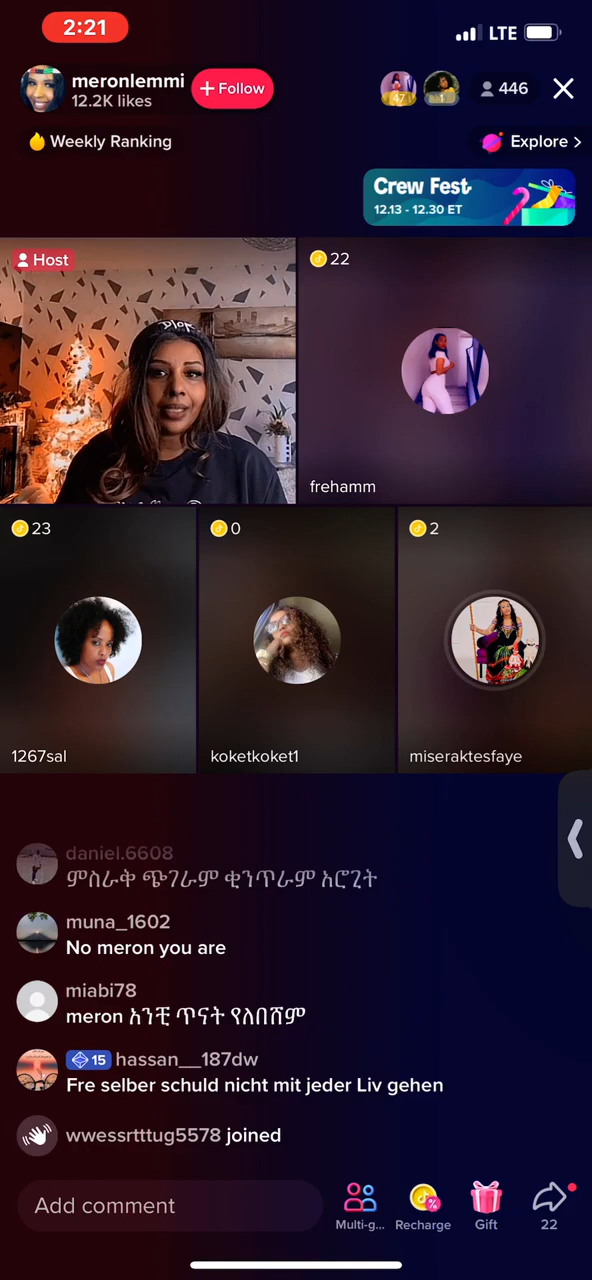 2:21
LTE
meronlemmi
12.2K likes
+ Follow
47
1
446
Weekly Ranking
Explore >
Crew Fest
12.13 - 12.30 ET
Host
DIOR
22
frehamm
23
0
2
1267sal
koketkoket1
miseraktesfaye
daniel.6608
ምስራቅ ጭገራም ቂንጥራም አሮጊት
muna_1602
No meron you are
miabi78
meron አንቺ ጥናት የለበሽም
15 hassan__187dw
Fre selber schuld nicht mit jeder Liv gehen
wwessrtttug5578 joined
Add comment
Multi-g...
Recharge
Gift
22